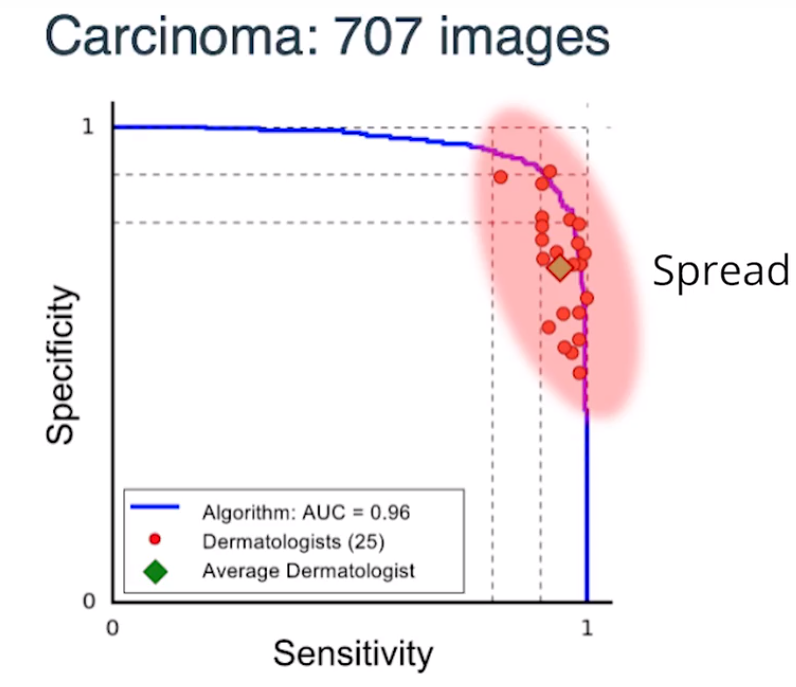 Carcinoma: 707 images
1
Specificity
Spread
Algorithm: AUC = 0.96
Dermatologists (25)
Average Dermatologist
0
0
1
Sensitivity